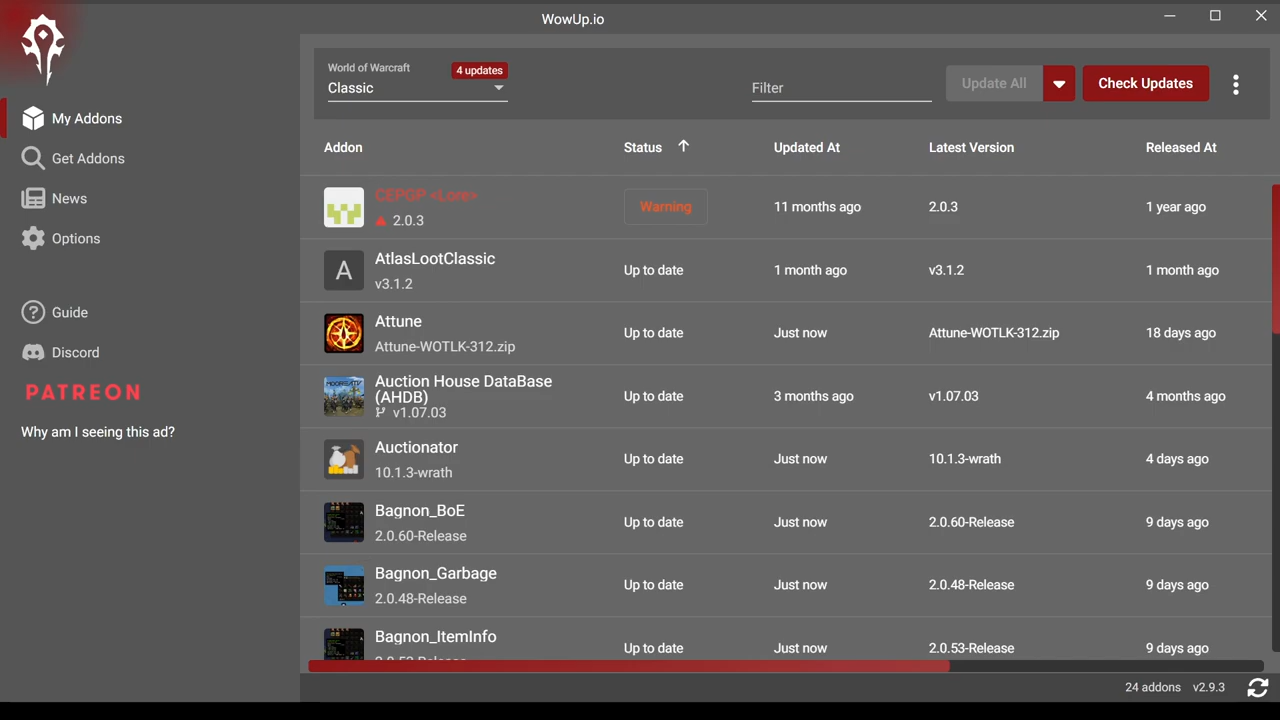 WowUp.io
World of Warcraft
4 updates
Classic
Filter
Update All
Check Updates
My Addons
Get Addons
News
Options
Guide
Discord
PATREON
Why am I seeing this ad?
Addon
Status
Updated At
Latest Version
Released At
CEPGP <Lore>
2.0.3
Warning
11 months ago
2.0.3
1 year ago
A
AtlasLootClassic
v3.1.2
Up to date
1 month ago
v3.1.2
1 month ago
Attune
Attune-WOTLK-312.zip
Up to date
Just now
Attune-WOTLK-312.zip
18 days ago
Auction House DataBase
(AHDB)
v1.07.03
Up to date
3 months ago
v1.07.03
4 months ago
Auctionator
10.1.3-wrath
Up to date
Just now
10.1.3-wrath
4 days ago
Bagnon_BoE
2.0.60-Release
Up to date
Just now
2.0.60-Release
9 days ago
Bagnon_Garbage
2.0.48-Release
Up to date
Just now
2.0.48-Release
9 days ago
Bagnon_ItemInfo
2.0.53-Release
Up to date
Just now
2.0.53-Release
9 days ago
24 addons
v2.9.3